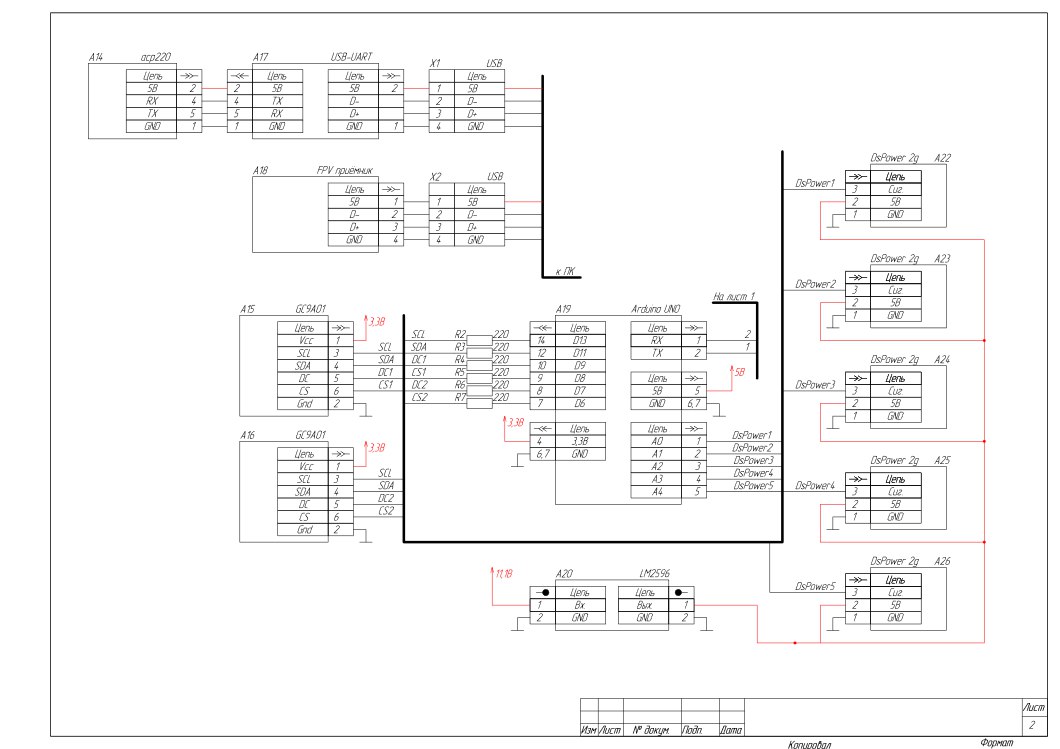 A14 аср220
Цепь
5В 2
RX 4
TX 5
GND 1
A17 USB-UART
Цепь
2 5В
4 TX
5 RX
1 GND
Цепь
5В 2
D-
D+
GND 1
X1 USB
Цепь
1 5В
2 D-
3 D+
4 GND
A18 FPV приёмник
Цепь
5В 1
D- 2
D+ 3
GND 4
X2 USB
Цепь
1 5В
2 D-
3 D+
4 GND
к ПК
A15 GC9A01
3,3В
Цепь
Vcc 1
SCL 3 SCL
SDA 4 SDA
DC 5 DC1
CS 6 CS1
Gnd 2
A16 GC9A01
3,3В
Цепь
Vcc 1
SCL 3 SCL
SDA 4 SDA
DC 5 DC2
CS 6 CS2
Gnd 2
SCL R2 220
SDA R3 220
DC1 R4 220
CS1 R5 220
DC2 R6 220
CS2 R7 220
A19 Arduino UNO
Цепь
14 D13
12 D11
10 D9
9 D8
8 D7
7 D6
3,3В
Цепь
4 3,3В
6,7 GND
На лист 1
Цепь
RX 1 2
TX 2 1
5В
Цепь
5В 5
GND 6,7
Цепь
A0 1 DsPower1
A1 2 DsPower2
A2 3 DsPower3
A3 4 DsPower4
A4 5 DsPower5
11,1В
A20 LM2596
Цепь
1 Вх
2 GND
Цепь
Вых 1
GND 2
DsPower 2g A22
DsPower1
Цепь
3 Сиг.
2 5В
1 GND
DsPower 2g A23
DsPower2
Цепь
3 Сиг.
2 5В
1 GND
DsPower 2g A24
DsPower3
Цепь
3 Сиг.
2 5В
1 GND
DsPower 2g A25
DsPower4
Цепь
3 Сиг.
2 5В
1 GND
DsPower 2g A26
DsPower5
Цепь
3 Сиг.
2 5В
1 GND
Изм Лист № докум. Подп. Дата
Лист
2
Копировал Формат